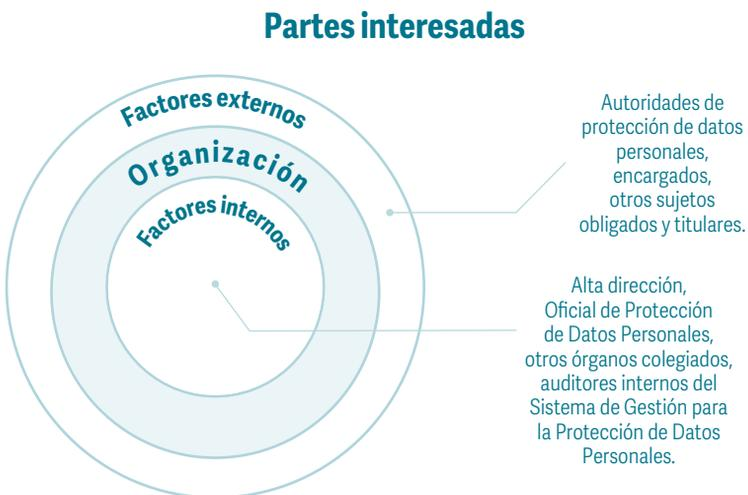 Partes interesadas
Factores externos
Organización
Factores internos
Autoridades de
protección de datos
personales,
encargados,
otros sujetos
obligados y titulares.
Alta dirección,
Oficial de Protección
de Datos Personales,
otros órganos colegiados,
auditores internos del
Sistema de Gestión para
la Protección de Datos
Personales.